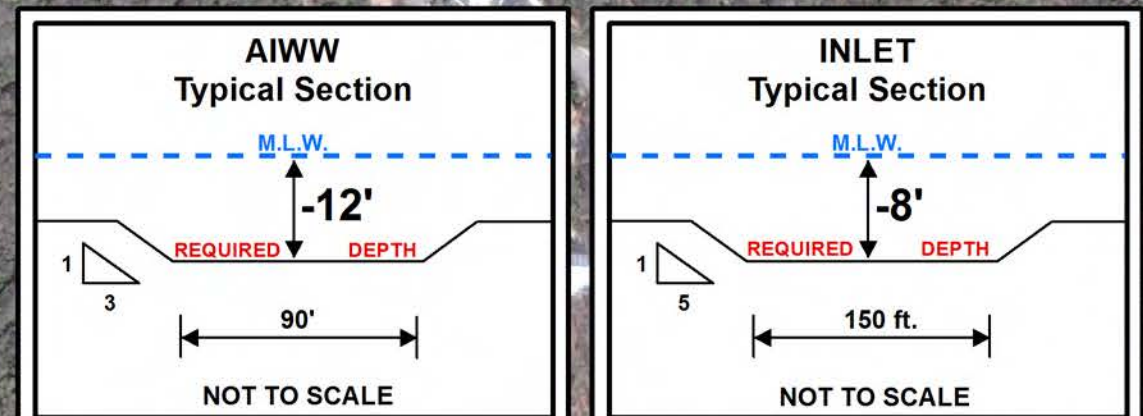 AIWW
Typical Section
M.L.W.
-12'
REQUIRED DEPTH
1
3
90'
NOT TO SCALE
INLET
Typical Section
M.L.W.
-8'
REQUIRED DEPTH
1
5
150 ft.
NOT TO SCALE